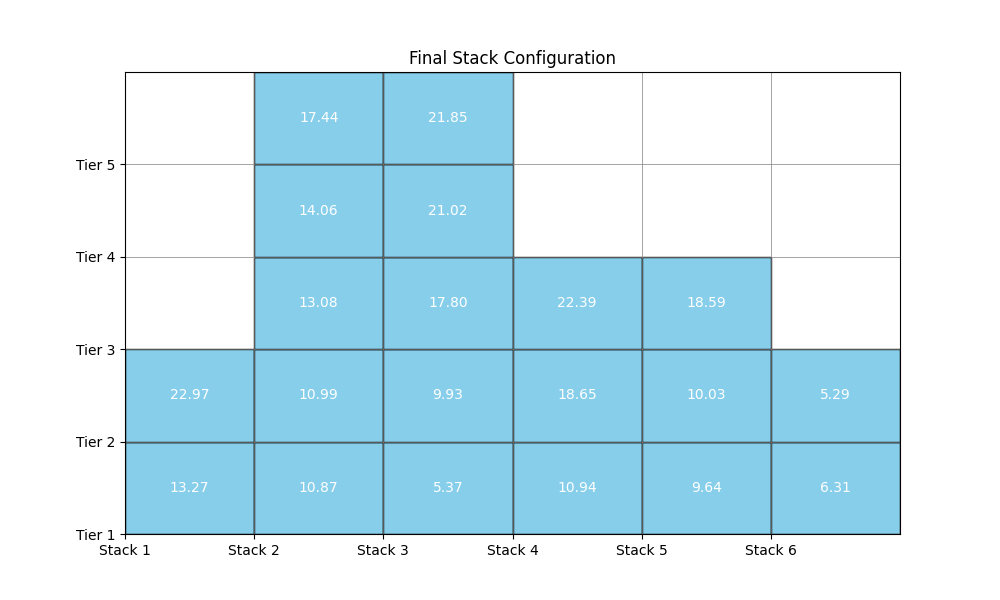 Final Stack Configuration
17.44 21.85
Tier 5
14.06 21.02
Tier 4
13.08 17.80 22.39 18.59
Tier 3
22.97 10.99 9.93 18.65 10.03 5.29
Tier 2
13.27 10.87 5.37 10.94 9.64 6.31
Tier 1
Stack 1 Stack 2 Stack 3 Stack 4 Stack 5 Stack 6